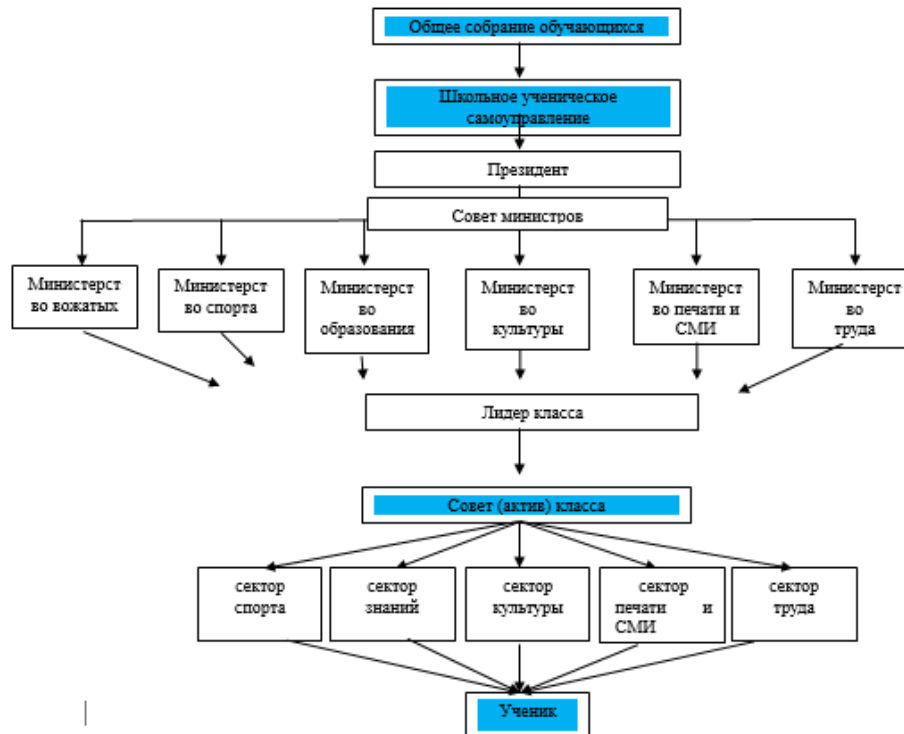 Общее собрание обучающихся
Школьное ученическое
самоуправление
Президент
Совет министров
Министерст
во вожатых
Министерст
во спорта
Министерст
во
образования
Министерст
во
культуры
Министерст
во печати и
СМИ
Министерст
во
труда
Лидер класса
Совет (актив) класса
сектор
спорта
сектор
знаний
сектор
культуры
сектор
печати и
СМИ
сектор
труда
Ученик